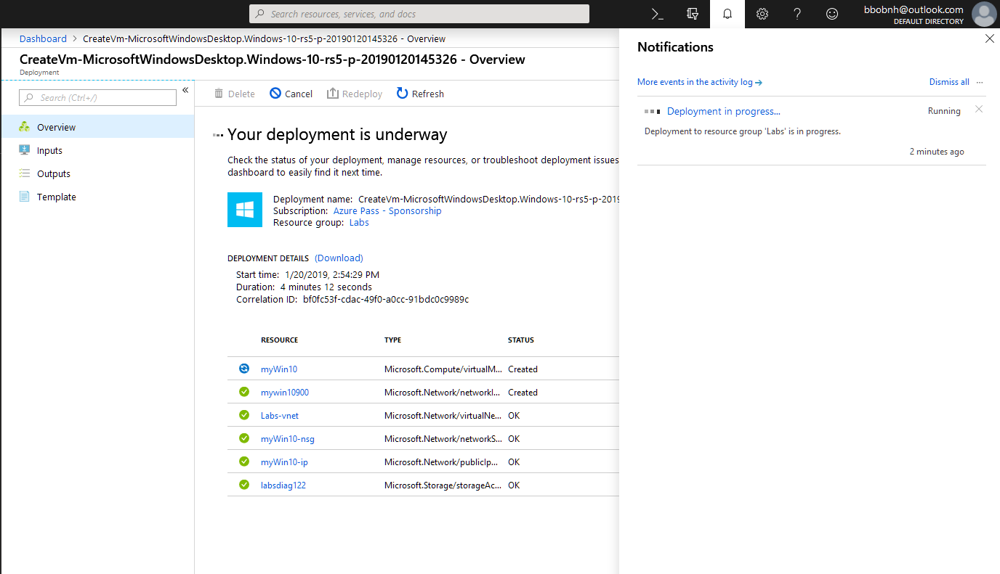 Search resources, services, and docs
bbobnh@outlook.com
DEFAULT DIRECTORY
Dashboard > CreateVm-MicrosoftWindowsDesktop.Windows-10-rs5-p-20190120145326 - Overview
CreateVm-MicrosoftWindowsDesktop.Windows-10-rs5-p-20190120145326 - Overview
Deployment
Search (Ctrl+/)
Overview
Inputs
Outputs
Template
Delete Cancel Redeploy Refresh
Your deployment is underway
Check the status of your deployment, manage resources, or troubleshoot deployment issues
dashboard to easily find it next time.
Deployment name: CreateVm-MicrosoftWindowsDesktop.Windows-10-rs5-p-2019
Subscription: Azure Pass - Sponsorship
Resource group: Labs
DEPLOYMENT DETAILS (Download)
Start time: 1/20/2019, 2:54:29 PM
Duration: 4 minutes 12 seconds
Correlation ID: bf0fc53f-cdac-49f0-a0cc-91bdc0c9989c
RESOURCE TYPE STATUS
myWin10 Microsoft.Compute/virtualM... Created
mywin10900 Microsoft.Network/networkI... Created
Labs-vnet Microsoft.Network/virtualNe... OK
myWin10-nsg Microsoft.Network/networkS... OK
myWin10-ip Microsoft.Network/publicIp... OK
labsdiag122 Microsoft.Storage/storageAc... OK
Notifications
More events in the activity log →
Dismiss all ...
Deployment in progress... Running
Deployment to resource group 'Labs' is in progress.
2 minutes ago